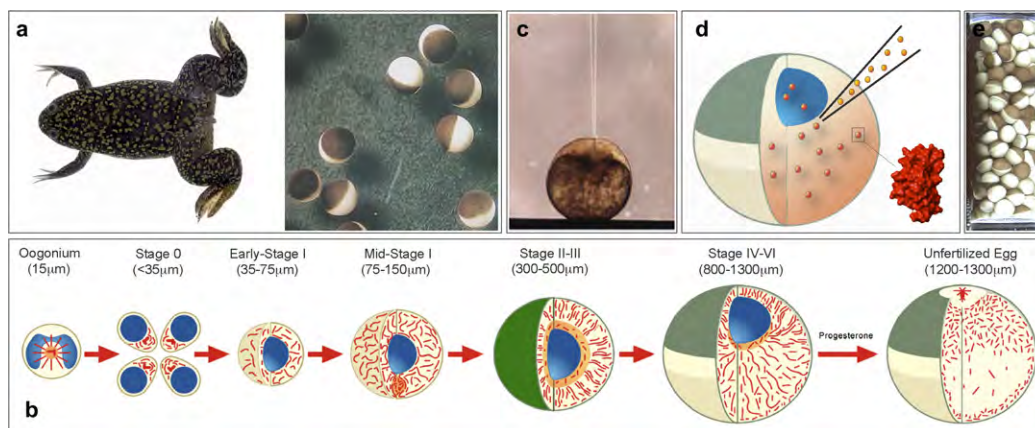 a
c
d
e
Oogonium
(15μm)
Stage 0
(<35μm)
Early-Stage I
(35-75μm)
Mid-Stage I
(75-150μm)
Stage II-III
(300-500μm)
Stage IV-VI
(800-1300μm)
Unfertilized Egg
(1200-1300μm)
Progesterone
b